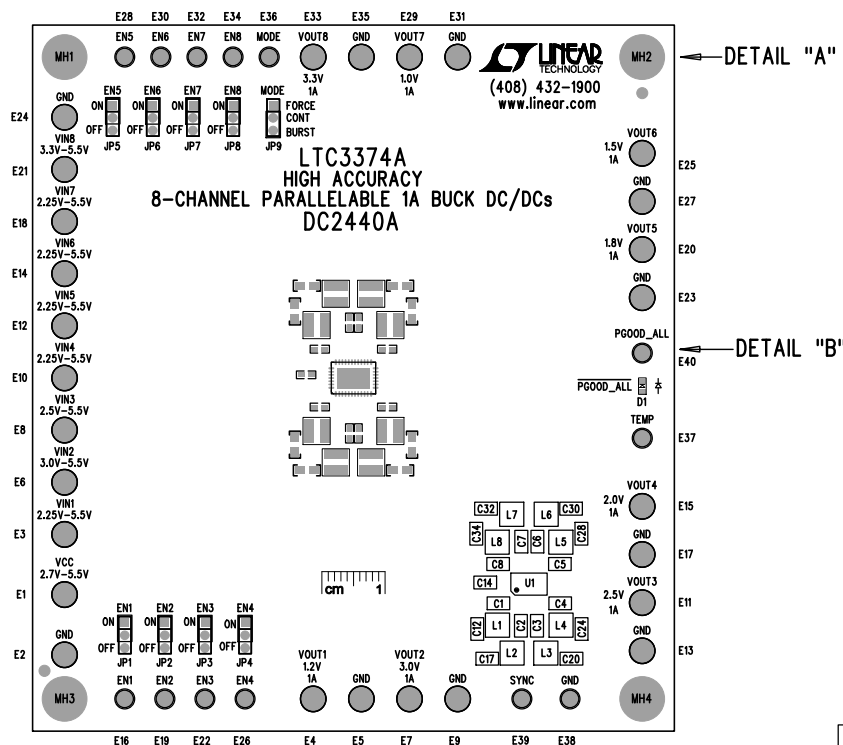 E28 E30 E32 E34 E36 E33 E35 E29 E31
EN5 EN6 EN7 EN8 MODE VOUT8 GND VOUT7 GND
MH1
3.3V 1A
1.0V 1A
LINEAR
TECHNOLOGY
(408) 432-1900
www.linear.com
MH2
DETAIL "A"
EN5 EN6 EN7 EN8 MODE
ON ON ON ON FORCE
CONT
OFF OFF OFF OFF BURST
JP5 JP6 JP7 JP8 JP9
LTC3374A
HIGH ACCURACY
8-CHANNEL PARALLELABLE 1A BUCK DC/DCs
DC2440A
GND
E24
VIN8
3.3V-5.5V
E21
VIN7
2.25V-5.5V
E18
VIN6
2.25V-5.5V
E14
VIN5
2.25V-5.5V
E12
VIN4
2.25V-5.5V
E10
VIN3
2.5V-5.5V
E8
VIN2
3.0V-5.5V
E6
VIN1
2.25V-5.5V
E3
VCC
2.7V-5.5V
E1
GND
E2
VOUT6
1.5V
1A
E25
GND
E27
VOUT5
1.8V
1A
E20
GND
E23
PGOOD_ALL
E40
DETAIL "B"
PGOOD_ALL
D1
TEMP
E37
VOUT4
2.0V
1A
E15
GND
E17
VOUT3
2.5V
1A
E11
GND
E13
C32 L7 L6 C30
C34 L8 C7 C6 L5 C28
C8 C5
C14 U1
C1 C4
C12 L1 C2 C3 L4 C24
C17 L2 L3 C20
cm 1
EN1 EN2 EN3 EN4
ON ON ON ON
OFF OFF OFF OFF
JP1 JP2 JP3 JP4
MH3
EN1 EN2 EN3 EN4
VOUT1
1.2V
1A
GND
VOUT2
3.0V
1A
GND SYNC GND
MH4
E16 E19 E22 E26 E4 E5 E7 E9 E39 E38